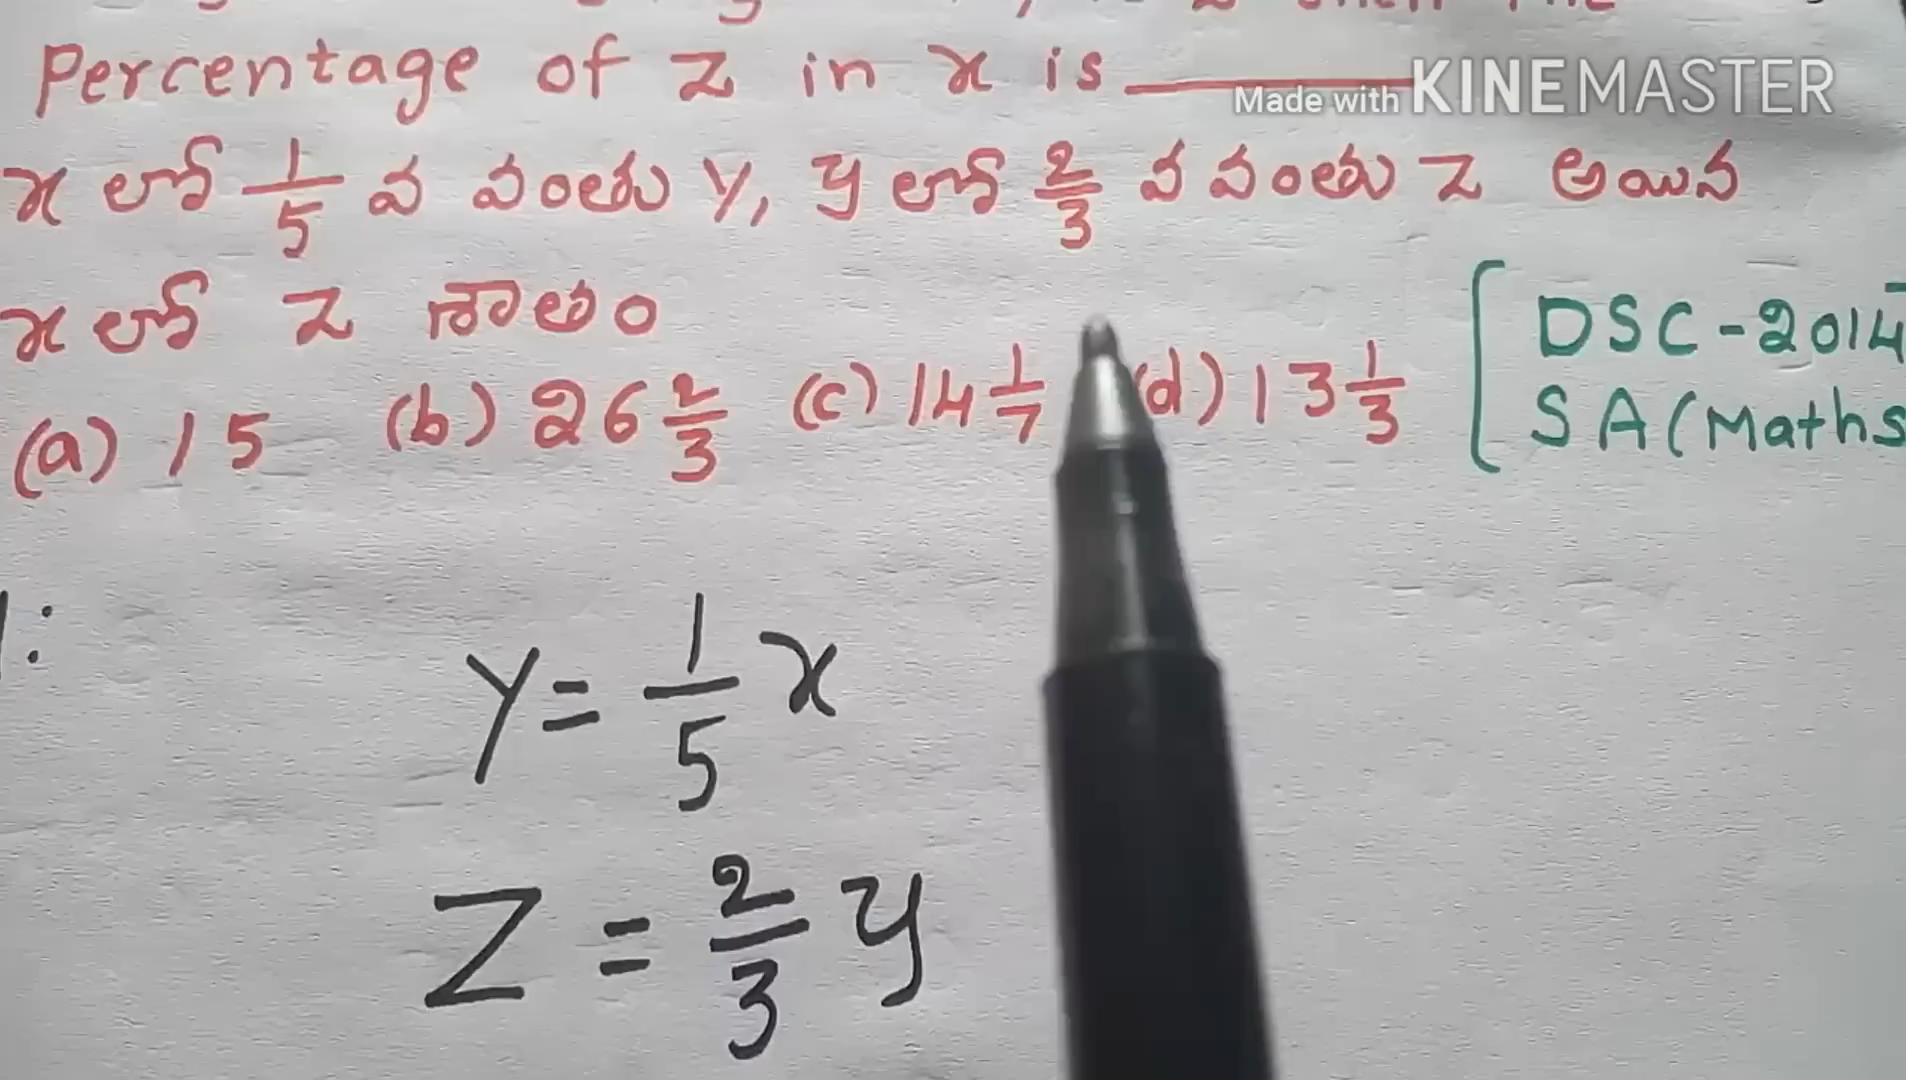 Percentage of z in x is ______
Made with KINEMASTER
x లో 1/5 వ వంతు y, y లో 2/3 వ వంతు z అయిన
x లో z శాతం
(a) 15 (b) 26 2/3 (c) 14 1/7 (d) 13 1/3
[DSC-2014
SA(Maths
y = 1/5 x
z = 2/3 y